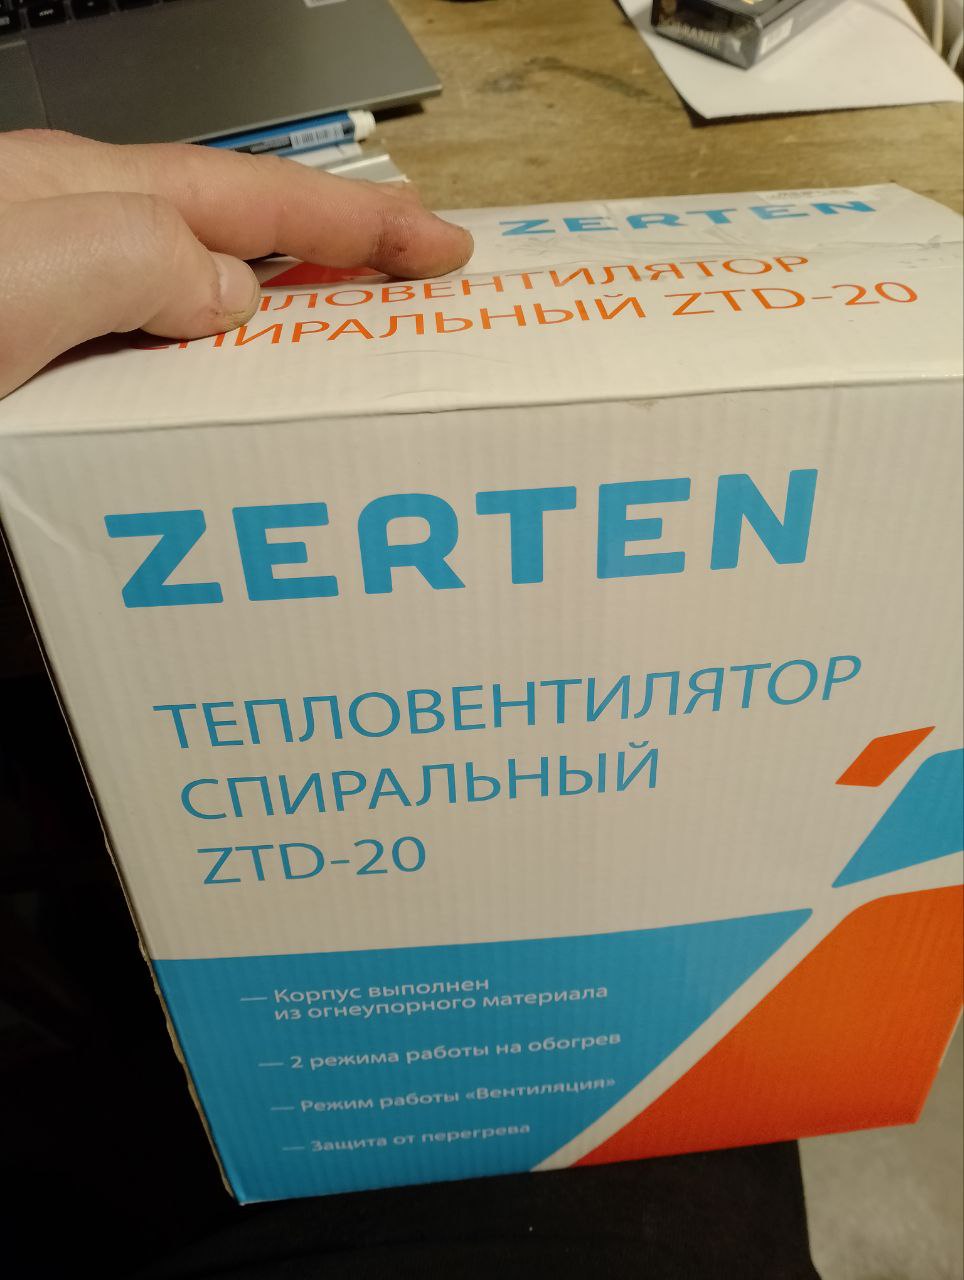 ZERTEN
ТЕПЛОВЕНТИЛЯТОР
СПИРАЛЬНЫЙ ZTD-20
ZERTEN
ТЕПЛОВЕНТИЛЯТОР
СПИРАЛЬНЫЙ
ZTD-20
— Корпус выполнен
из огнеупорного материала
— 2 режима работы на обогрев
— Режим работы «Вентиляция»
— Защита от перегрева